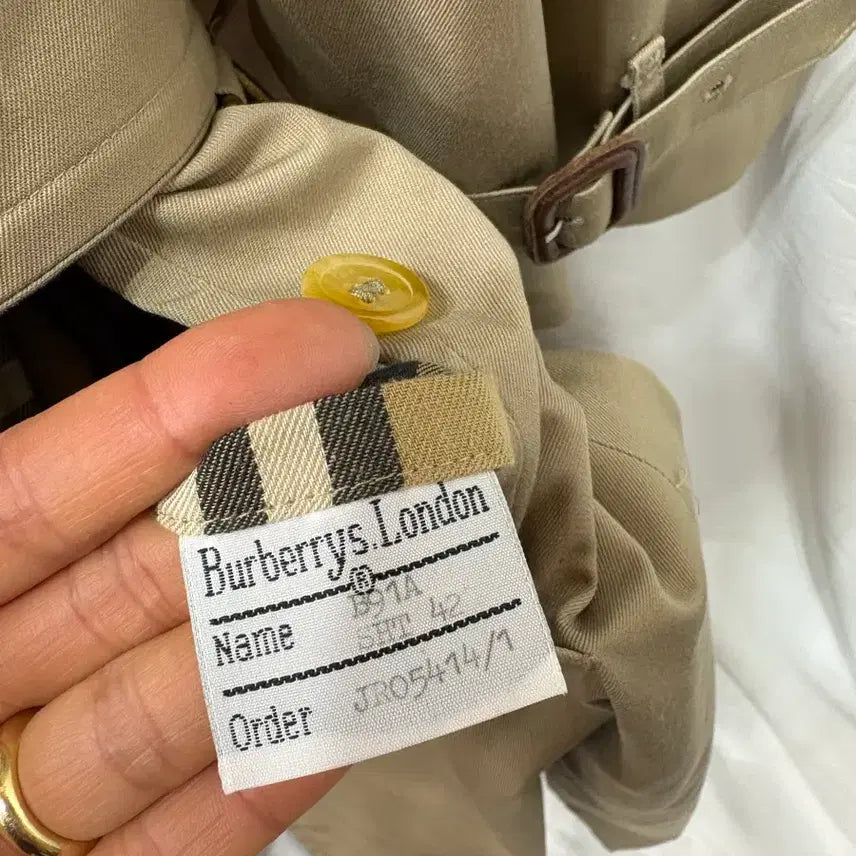 Burberrys.London
®
B91A
Name SHT 42
Order JR05414/1